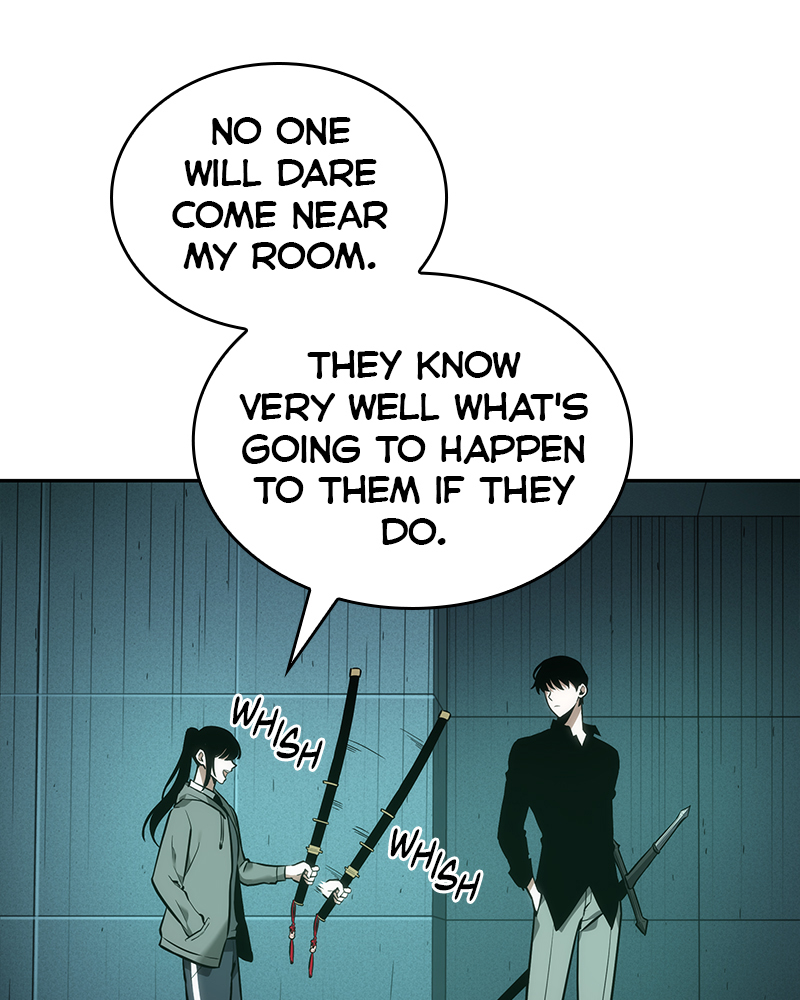 NO ONE
WILL DARE
COME NEAR
MY ROOM.
THEY KNOW
VERY WELL WHAT'S
GOING TO HAPPEN
TO THEM IF THEY
DO.
WHISH
WHISH